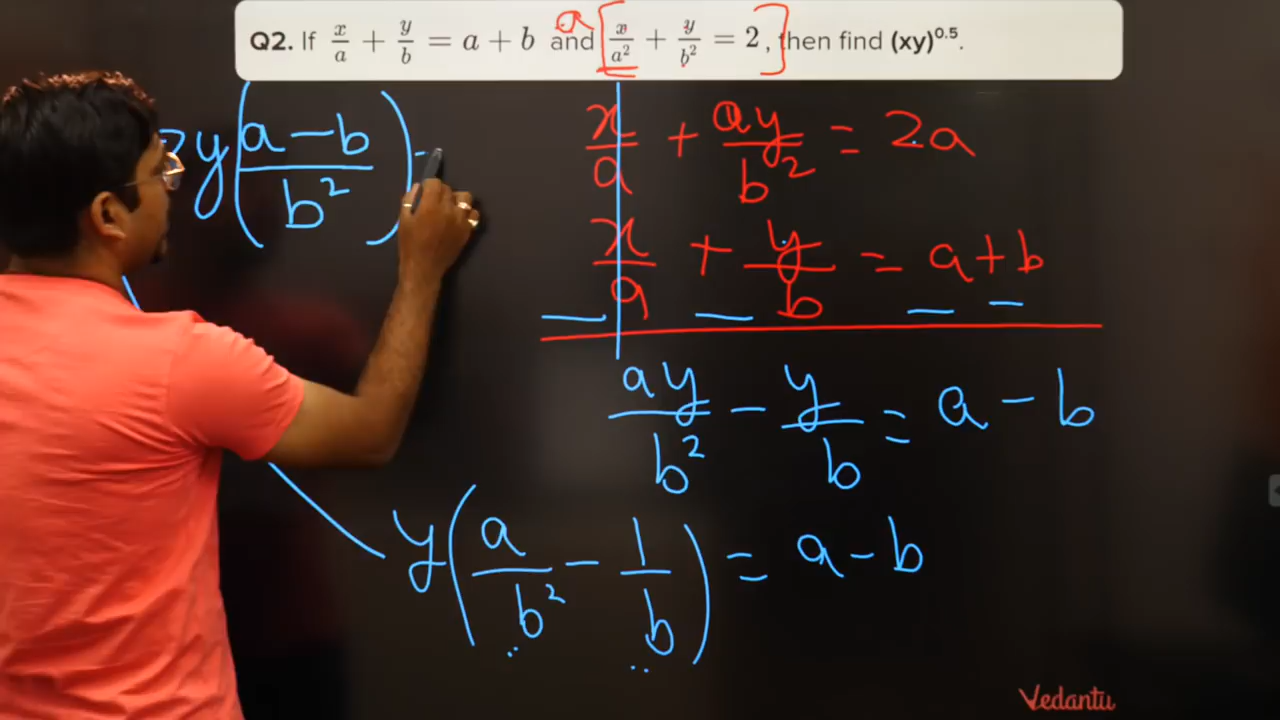 Q2. If x/a + y/b = a + b and x/a² + y/b² = 2, then find (xy)^0.5.
a [ ]
x/a + ay/b² = 2a
x/a + y/b = a + b
— — — —
ay/b² - y/b = a - b
y(a/b² - 1/b) = a - b
y((a - b)/b²)
Vedantu